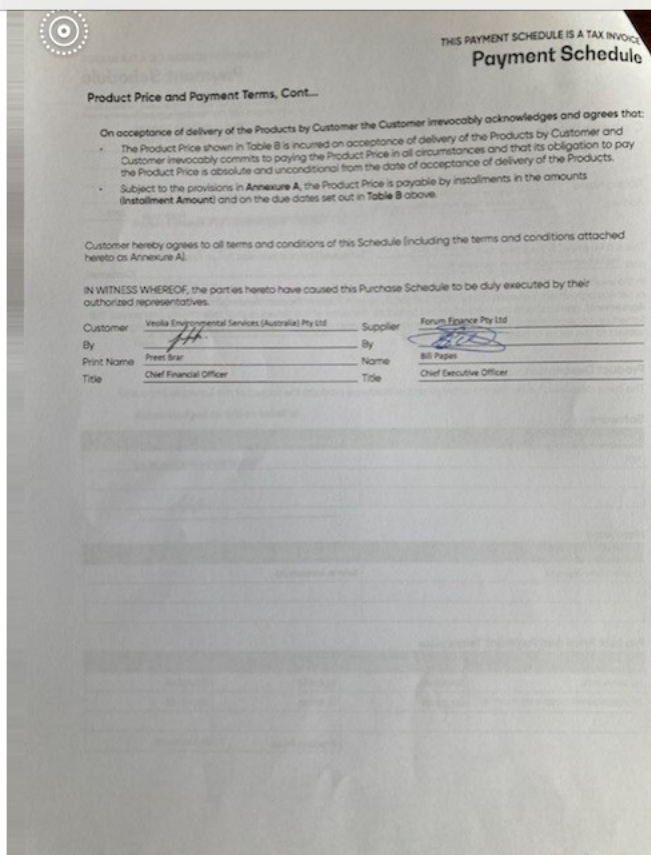 THIS PAYMENT SCHEDULE IS A TAX INVOICE
Payment Schedule
Product Price and Payment Terms, Cont...
On acceptance of delivery of the Products by Customer the Customer irrevocably acknowledges and agrees that:
• The Product Price shown in Table B is incurred on acceptance of delivery of the Products by Customer and
Customer irrevocably commits to paying the Product Price in all circumstances and that its obligation to pay
the Product Price is absolute and unconditional from the date of acceptance of delivery of the Products.
• Subject to the provisions in Annexure A, the Product Price is payable by installments in the amounts
(Installment Amount) and on the due dates set out in Table B above.
Customer hereby agrees to all terms and conditions of this Schedule (including the terms and conditions attached
hereto as Annexure A).
IN WITNESS WHEREOF, the parties hereto have caused this Purchase Schedule to be duly executed by their
authorized representatives.
Customer Veolia Environmental Services (Australia) Pty Ltd Supplier Forum Finance Pty Ltd
By By
Print Name Preet Brar Name Bill Papas
Title Chief Financial Officer Title Chief Executive Officer